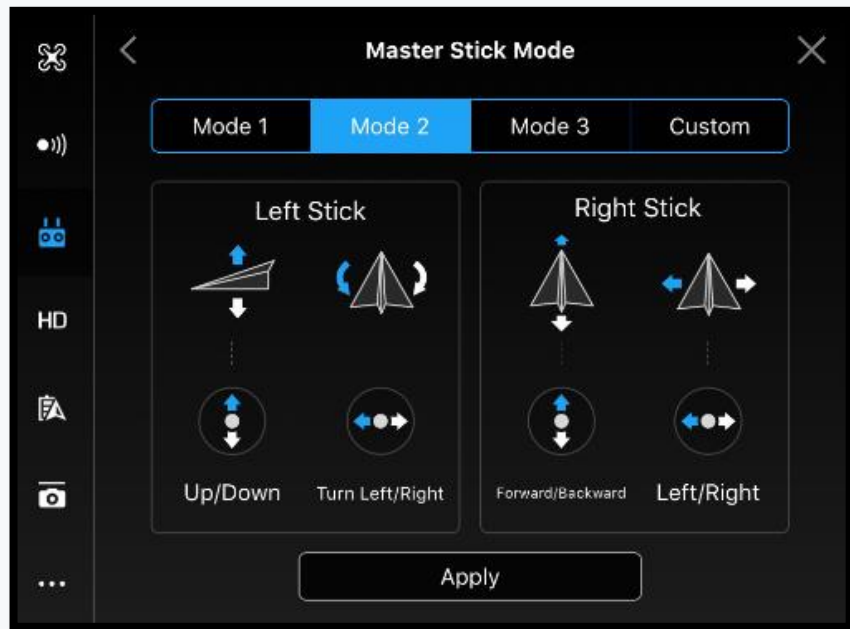 Master Stick Mode
Mode 1 Mode 2 Mode 3 Custom
Left Stick Right Stick
HD
Up/Down Turn Left/Right Forward/Backward Left/Right
Apply